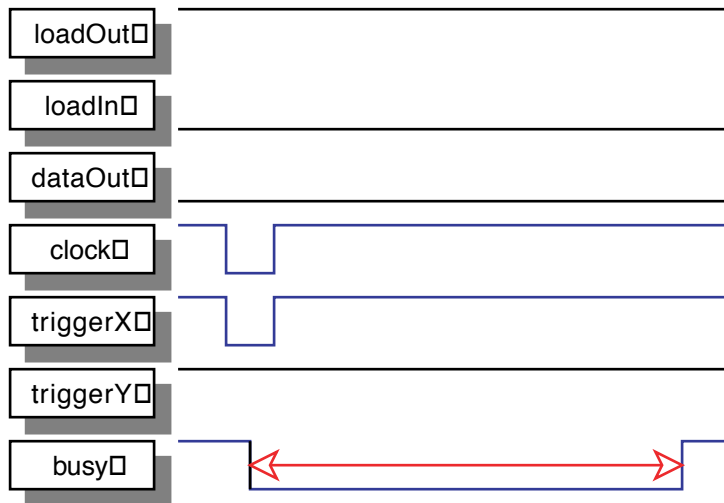 loadOut
loadIn
dataOut
clock
triggerX
triggerY
busy